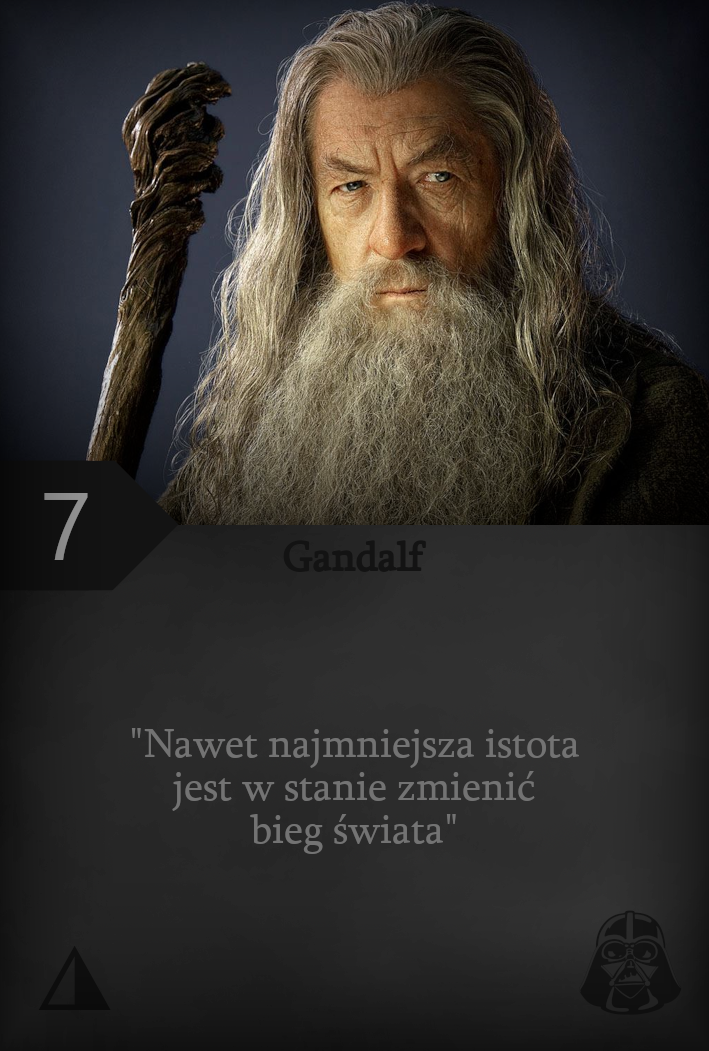 7
Gandalf
"Nawet najmniejsza istota
jest w stanie zmienić
bieg świata"